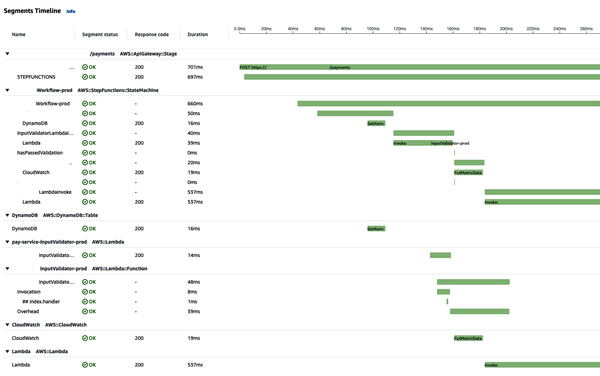 Segments Timeline Info
Name Segment status Response code Duration 0.0ms 20ms 40ms 60ms 80ms 100ms 120ms 140ms 160ms 180ms 200ms 220ms 240ms 260ms
/payments AWS::ApiGateway::Stage
... OK 200 701ms POST https:// /payments
STEPFUNCTIONS OK 200 697ms
Workflow-prod AWS::StepFunctions::StateMachine
Workflow-prod OK - 660ms
OK - 50ms
DynamoDB OK 200 16ms GetItem:
InputValidatorLambdaI... OK - 40ms
Lambda OK 200 39ms Invoke: InputValidator-prod
hasPassedValidation OK - 0ms
.. OK - 20ms
CloudWatch OK 200 19ms PutMetricData
OK - 0ms
LambdaInvoke OK - 537ms
Lambda OK 200 537ms Invoke:
DynamoDB AWS::DynamoDB::Table
DynamoDB OK 200 16ms GetItem:
pay-service-InputValidator-prod AWS::Lambda
InputValidato... OK 200 14ms
InputValidator-prod AWS::Lambda::Function
InputValidato... OK - 48ms
Invocation OK - 8ms
## Index.handler OK - 1ms
Overhead OK - 39ms
CloudWatch AWS::CloudWatch
CloudWatch OK 200 19ms PutMetricData
Lambda AWS::Lambda
Lambda OK 200 537ms Invoke: